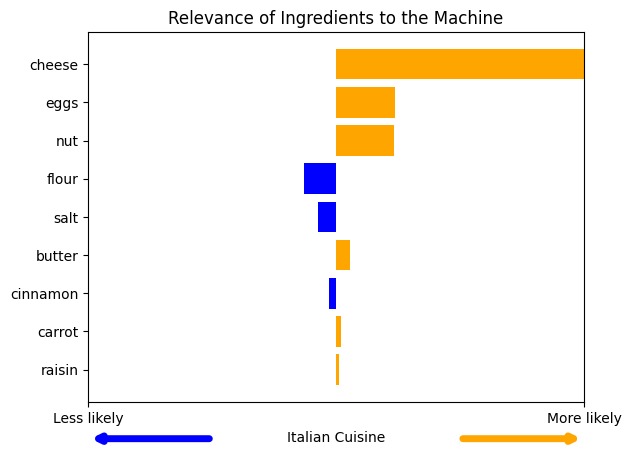 Relevance of Ingredients to the Machine
cheese
eggs
nut
flour
salt
butter
cinnamon
carrot
raisin
Less likely
More likely
Italian Cuisine